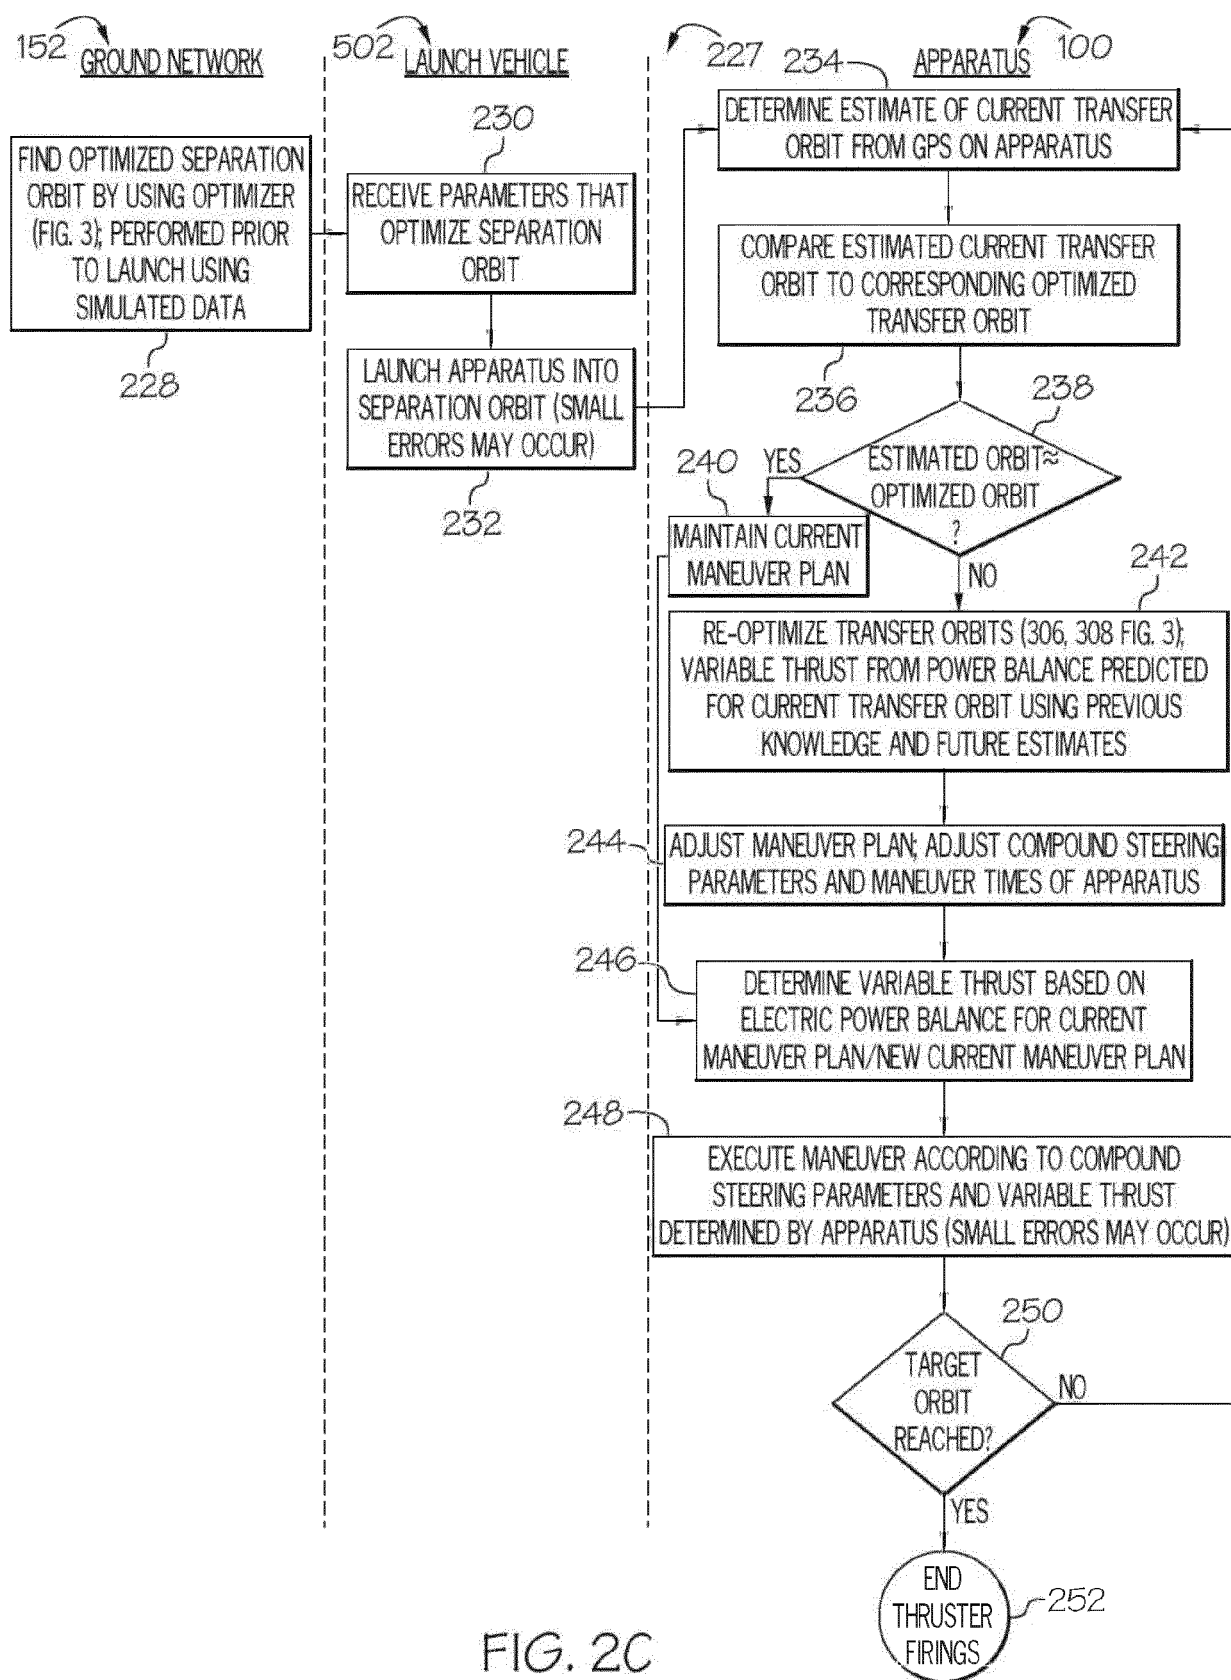 152 GROUND NETWORK
502 LAUNCH VEHICLE
227
APPARATUS 100
228
FIND OPTIMIZED SEPARATION
ORBIT BY USING OPTIMIZER
(FIG. 3); PERFORMED PRIOR
TO LAUNCH USING
SIMULATED DATA
230
RECEIVE PARAMETERS THAT
OPTIMIZE SEPARATION
ORBIT
LAUNCH APPARATUS INTO
SEPARATION ORBIT (SMALL
ERRORS MAY OCCUR)
232
234
DETERMINE ESTIMATE OF CURRENT TRANSFER
ORBIT FROM GPS ON APPARATUS
COMPARE ESTIMATED CURRENT TRANSFER
ORBIT TO CORRESPONDING OPTIMIZED
TRANSFER ORBIT
236
238
ESTIMATED ORBIT≈
OPTIMIZED ORBIT
?
YES
240
MAINTAIN CURRENT
MANEUVER PLAN
NO
242
RE-OPTIMIZE TRANSFER ORBITS (306, 308 FIG. 3);
VARIABLE THRUST FROM POWER BALANCE PREDICTED
FOR CURRENT TRANSFER ORBIT USING PREVIOUS
KNOWLEDGE AND FUTURE ESTIMATES
244
ADJUST MANEUVER PLAN; ADJUST COMPOUND STEERING
PARAMETERS AND MANEUVER TIMES OF APPARATUS
246
DETERMINE VARIABLE THRUST BASED ON
ELECTRIC POWER BALANCE FOR CURRENT
MANEUVER PLAN/NEW CURRENT MANEUVER PLAN
248
EXECUTE MANEUVER ACCORDING TO COMPOUND
STEERING PARAMETERS AND VARIABLE THRUST
DETERMINED BY APPARATUS (SMALL ERRORS MAY OCCUR)
250
TARGET
ORBIT
REACHED?
NO
YES
END
THRUSTER
FIRINGS
252
FIG. 2C